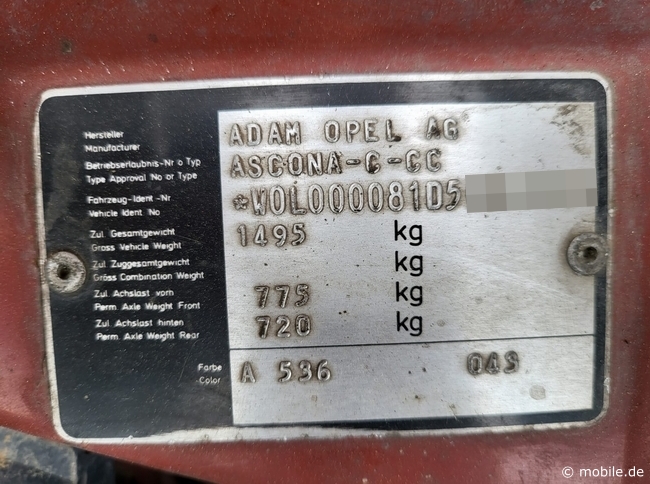 Hersteller
Manufacturer
ADAM OPEL AG
Betriebserlaubnis-Nr o Typ
Type Approval No or Type
ASCONA-C-CC
Fahrzeug-Ident-Nr
Vehicle Ident No
*W0L000081D5
Zul Gesamtgewicht
Gross Vehicle Weight
1495 kg
Zul Zuggesamtgewicht
Gross Combination Weight
kg
Zul Achslast vorn
Perm. Axle Weight Front
775 kg
Zul Achslast hinten
Perm. Axle Weight Rear
720 kg
Farbe
Color
A 536 043
© mobile.de